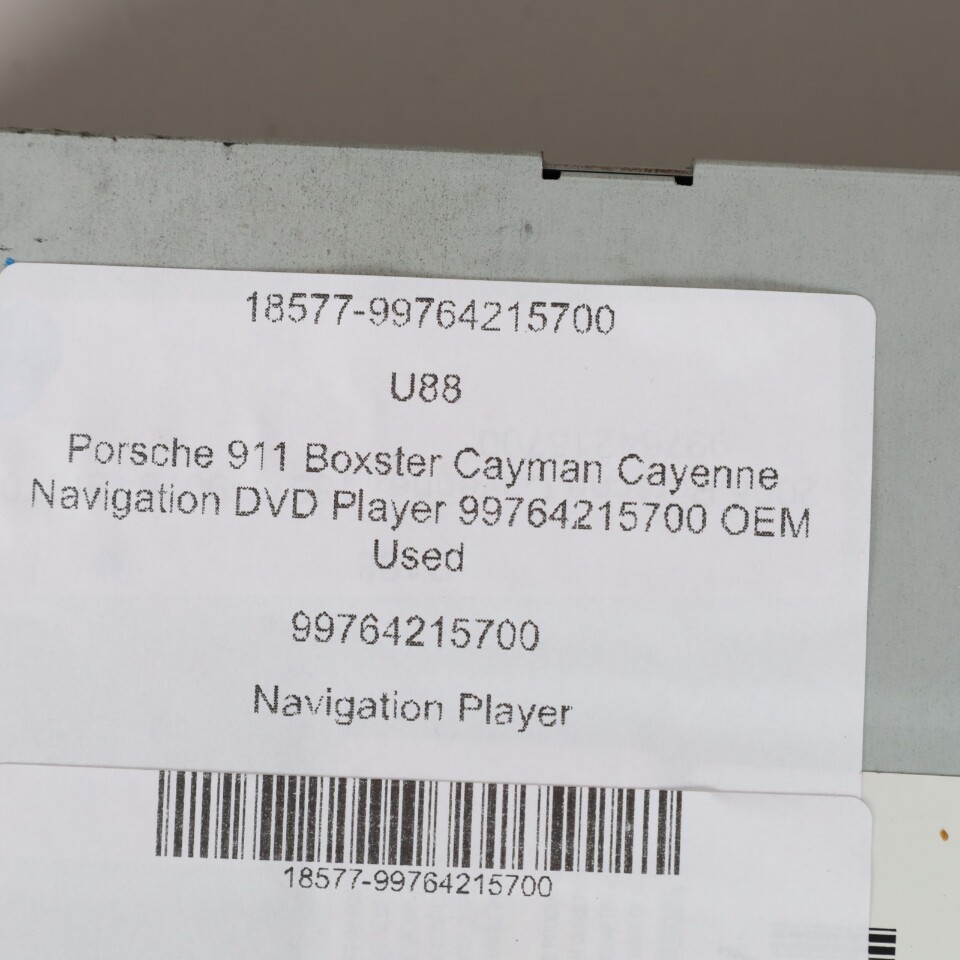 18577-99764215700
U88
Porsche 911 Boxster Cayman Cayenne
Navigation DVD Player 99764215700 OEM
Used
99764215700
Navigation Player
18577-99764215700